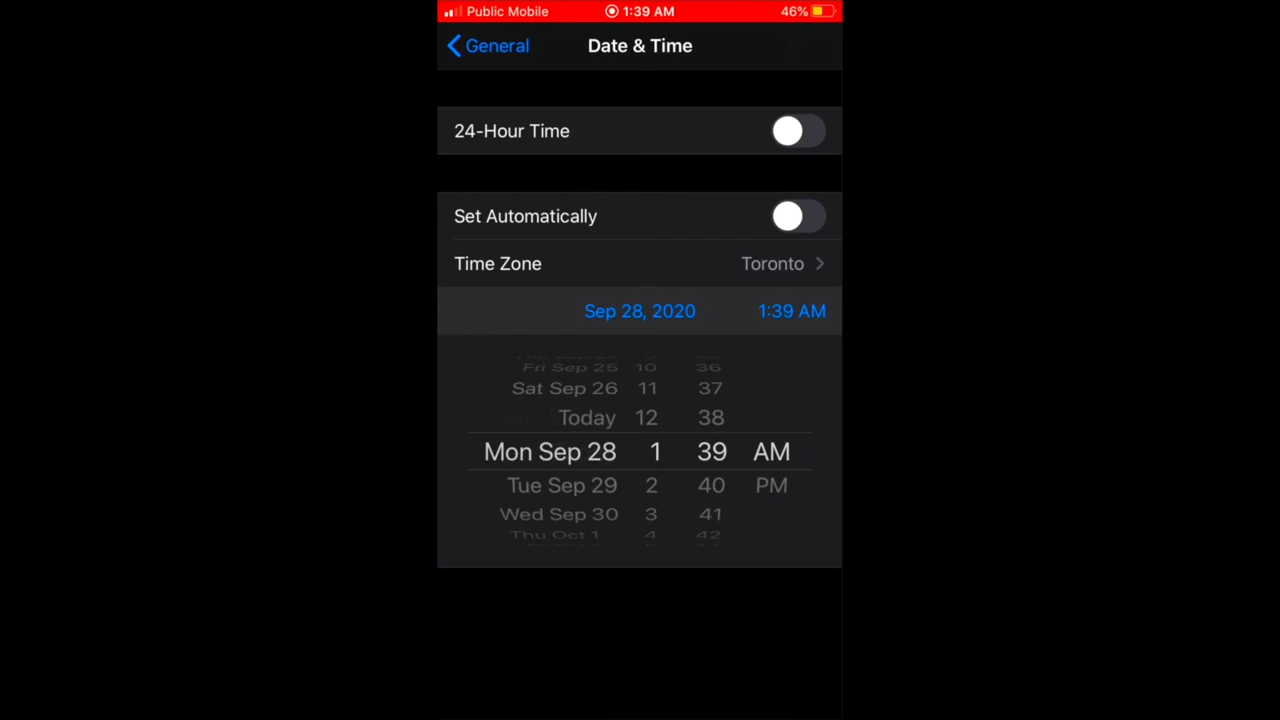 Public Mobile 1:39 AM 46%
General Date & Time
24-Hour Time
Set Automatically
Time Zone Toronto
Sep 28, 2020 1:39 AM
Fri Sep 25 10 36
Sat Sep 26 11 37
Today 12 38
Mon Sep 28 1 39 AM
Tue Sep 29 2 40 PM
Wed Sep 30 3 41
Thu Oct 1 4 42